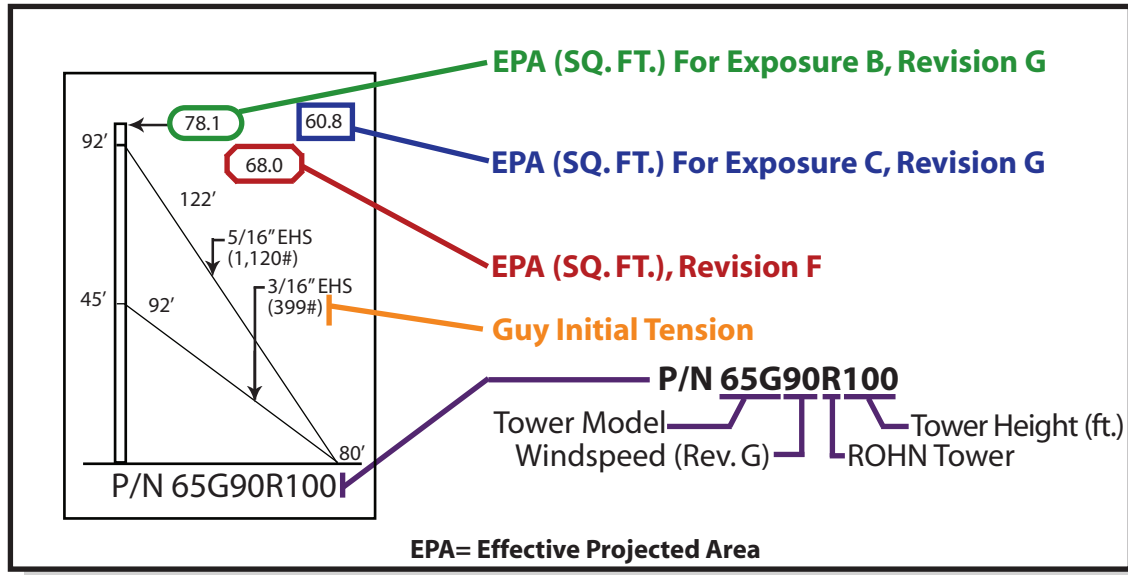 EPA (SQ. FT.) For Exposure B, Revision G
78.1
60.8
92′
EPA (SQ. FT.) For Exposure C, Revision G
68.0
122′
5/16″ EHS
(1,120#)
EPA (SQ. FT.), Revision F
3/16″ EHS
(399#)
45′
92′
Guy Initial Tension
P/N 65G90R100
Tower Model
Tower Height (ft.)
Windspeed (Rev. G)
ROHN Tower
80′
P/N 65G90R100
EPA= Effective Projected Area